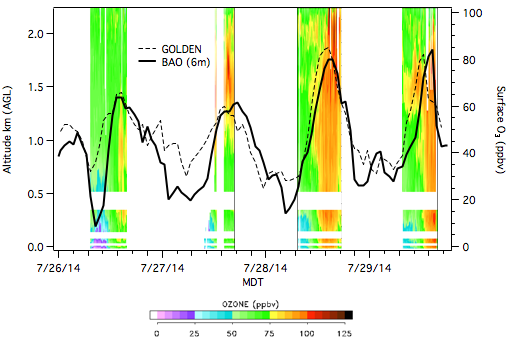 GOLDEN
BAO (6m)
Altitude km (AGL)
2.0
1.5
1.0
0.5
0.0
100
80
60
40
20
0
Surface O₃ (ppbv)
7/26/14 7/27/14 7/28/14 7/29/14
MDT
OZONE (ppbv)
0 25 50 75 100 125